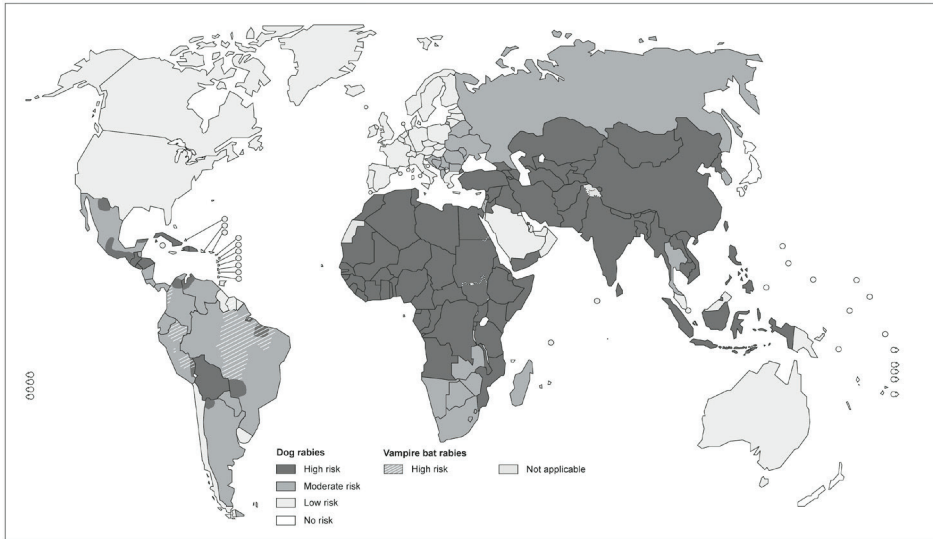 Dog rabies
High risk
Moderate risk
Low risk
No risk
Vampire bat rabies
High risk
Not applicable